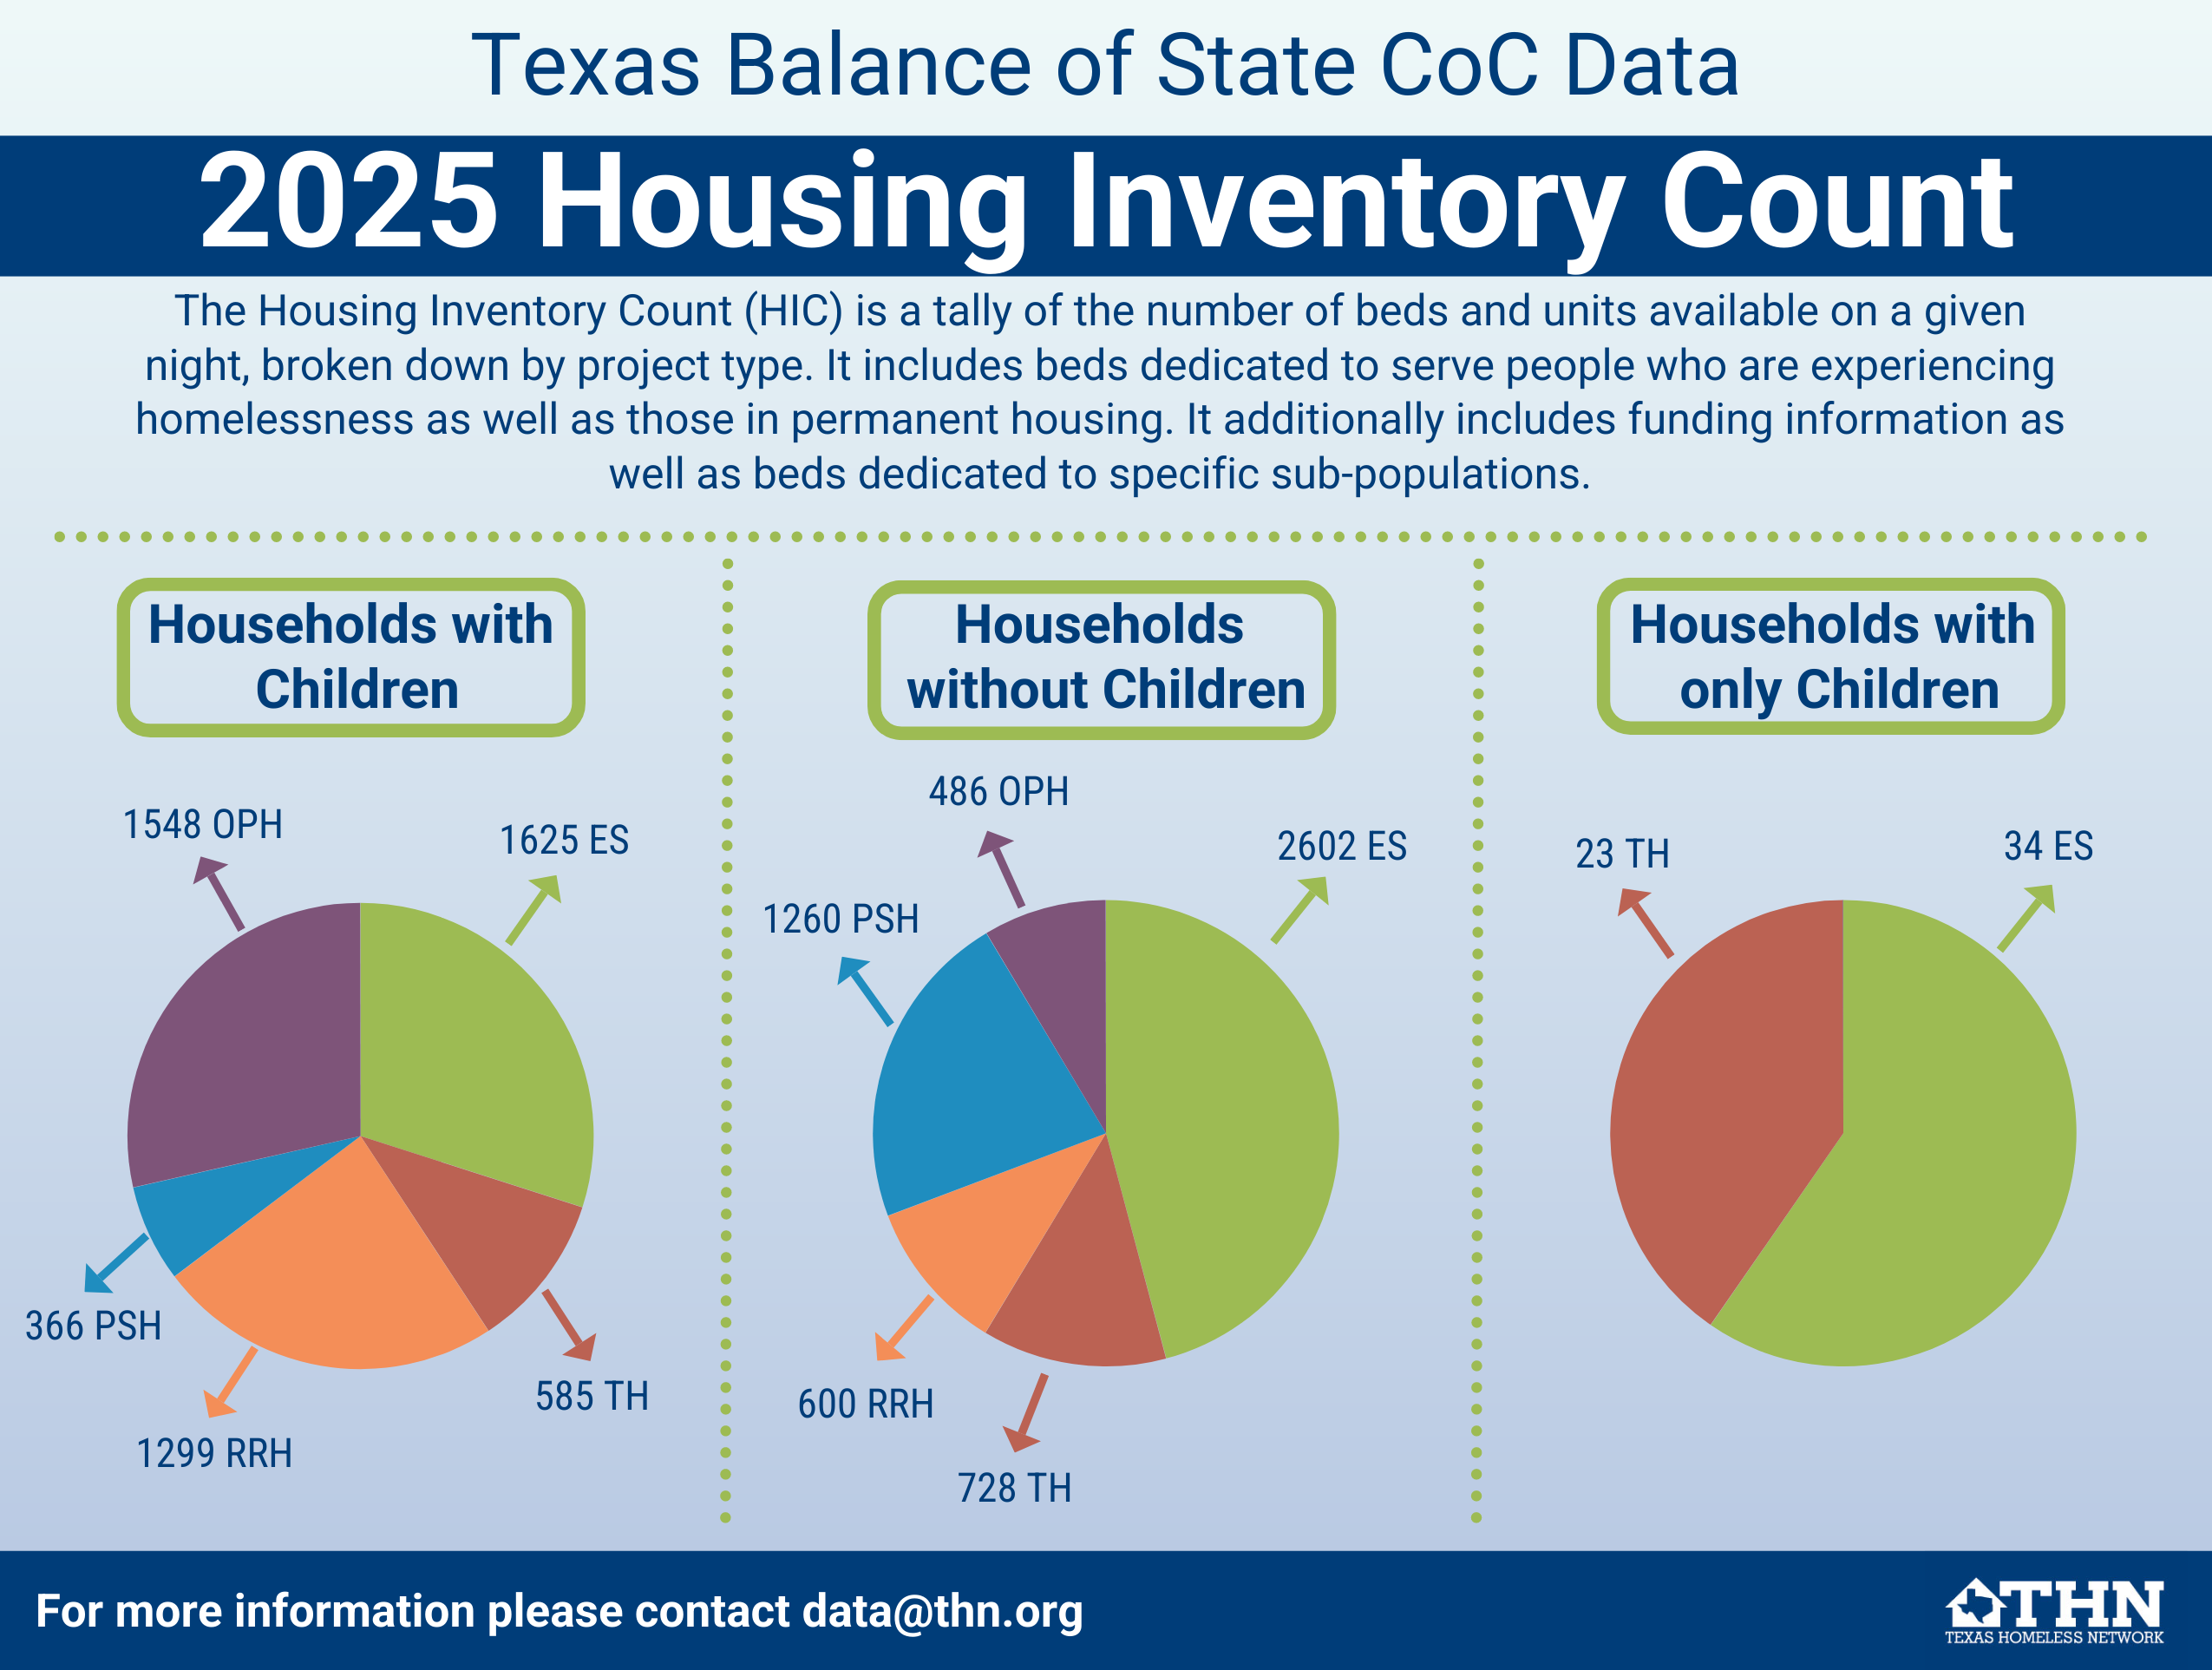 Texas Balance of State CoC Data
2025 Housing Inventory Count
The Housing Inventory Count (HIC) is a tally of the number of beds and units available on a given
night, broken down by project type. It includes beds dedicated to serve people who are experiencing
homelessness as well as those in permanent housing. It additionally includes funding information as
well as beds dedicated to specific sub-populations.
Households with
Children
1548 OPH
1625 ES
366 PSH
585 TH
1299 RRH
Households
without Children
486 OPH
2602 ES
1260 PSH
600 RRH
728 TH
Households with
only Children
23 TH
34 ES
For more information please contact data@thn.org
THN
TEXAS HOMELESS NETWORK